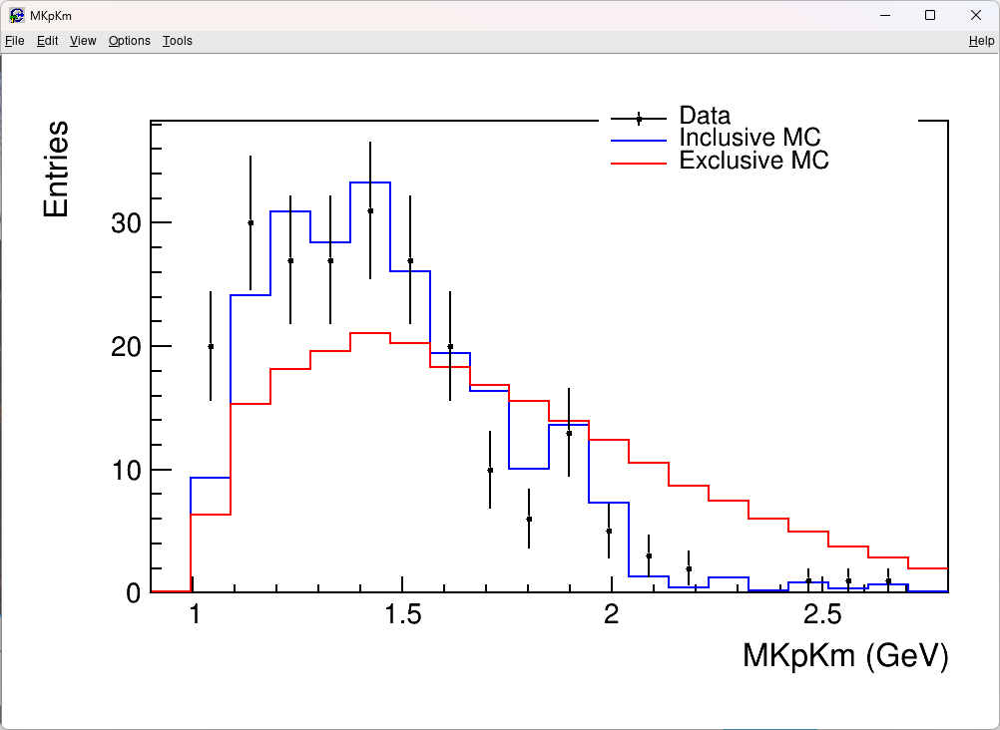 MKpKm
File Edit View Options Tools Help
Data
Inclusive MC
Exclusive MC
Entries
30
20
10
0
1 1.5 2 2.5
MKpKm (GeV)